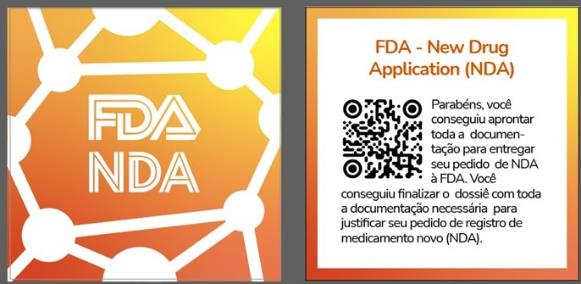 FDA
NDA
FDA - New Drug
Application (NDA)
Parabéns, você
conseguiu aprontar
toda a documen-
tação para entregar
seu pedido de NDA
à FDA. Você
conseguiu finalizar o dossiê com toda
a documentação necessária para
justificar seu pedido de registro de
medicamento novo (NDA).